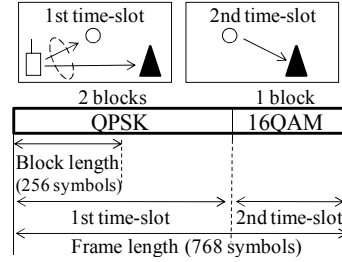 1st time-slot 2nd time-slot
2 blocks 1 block
QPSK 16QAM
Block length
(256 symbols)
1st time-slot 2nd time-slot
Frame length (768 symbols)